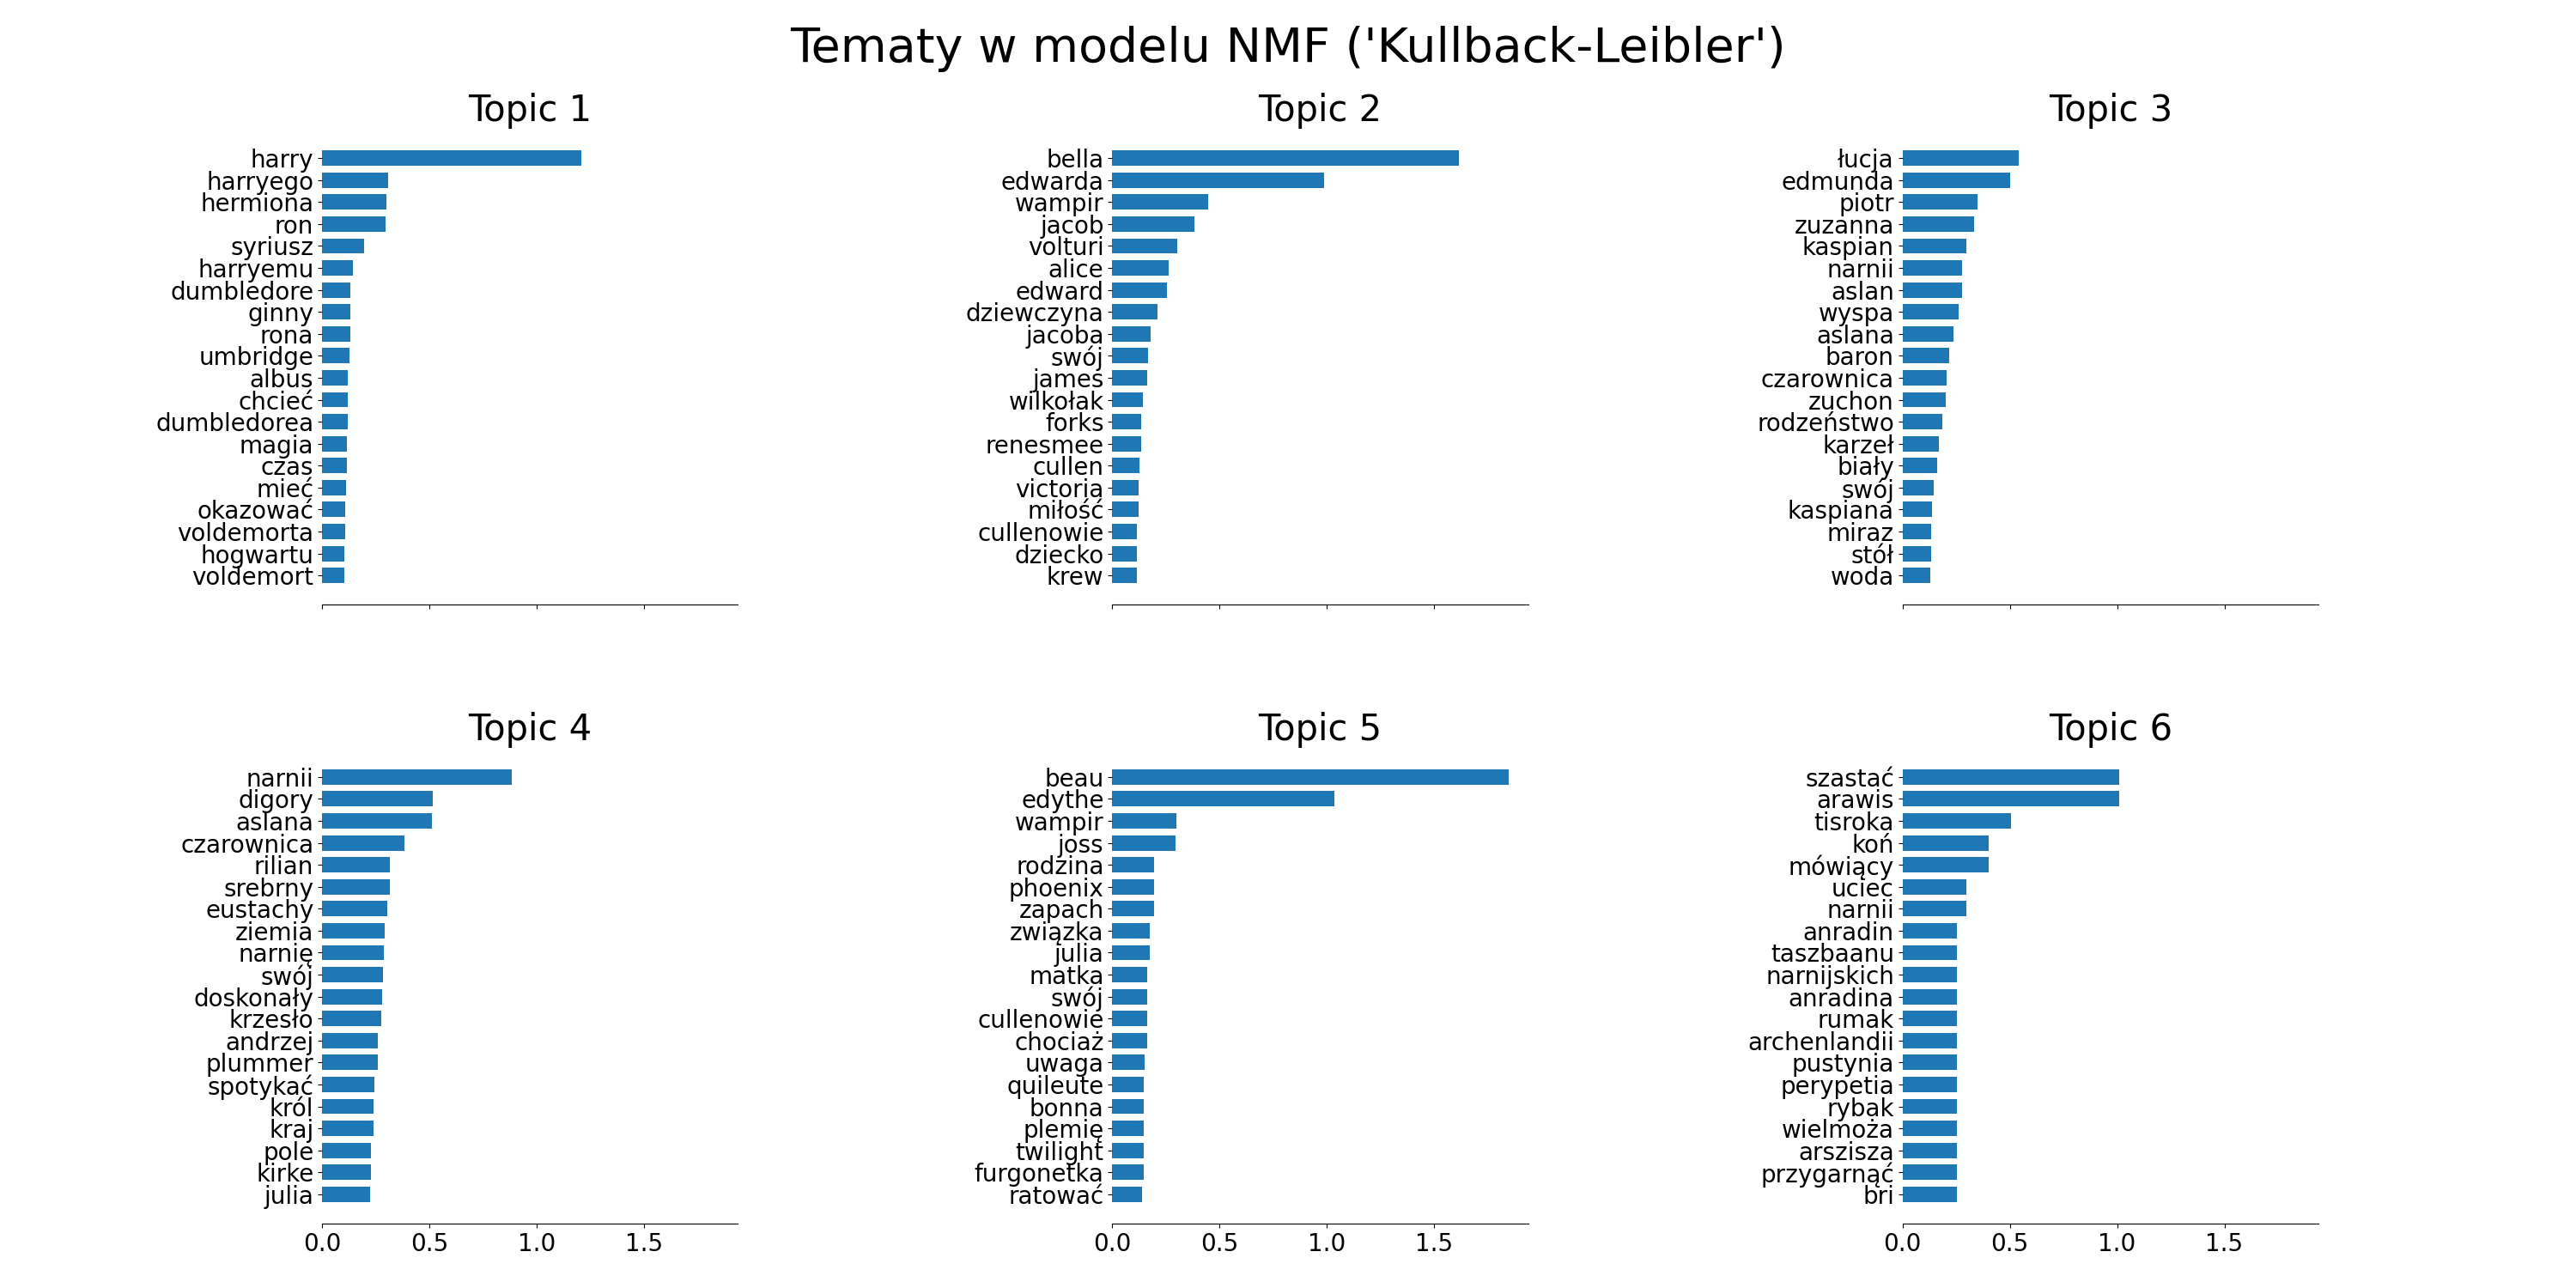 Tematy w modelu NMF ('Kullback-Leibler')
Topic 1
harry
harryego
hermiona
ron
syriusz
harryemu
dumbledore
ginny
rona
umbridge
albus
chcieć
dumbledorea
magia
czas
mieć
okazować
voldemorta
hogwartu
voldemort
Topic 2
bella
edwarda
wampir
jacob
volturi
alice
edward
dziewczyna
jacoba
swój
james
wilkołak
forks
renesmee
cullen
victoria
miłość
cullenowie
dziecko
krew
Topic 3
łucja
edmunda
piotr
zuzanna
kaspian
narnii
aslan
wyspa
aslana
baron
czarownica
zuchon
rodzeństwo
karzeł
biały
swój
kaspiana
miraz
stół
woda
Topic 4
narnii
digory
aslana
czarownica
rilian
srebrny
eustachy
ziemia
narnię
swój
doskonały
krzesło
andrzej
plummer
spotykać
król
kraj
pole
kirke
julia
0.0 0.5 1.0 1.5
Topic 5
beau
edythe
wampir
joss
rodzina
phoenix
zapach
związka
julia
matka
swój
cullenowie
chociaż
uwaga
quileute
bonna
plemię
twilight
furgonetka
ratować
0.0 0.5 1.0 1.5
Topic 6
szastać
arawis
tisroka
koń
mówiący
uciec
narnii
anradin
taszbaanu
narnijskich
anradina
rumak
archenlandii
pustynia
perypetia
rybak
wielmoża
arszisza
przygarnąć
bri
0.0 0.5 1.0 1.5